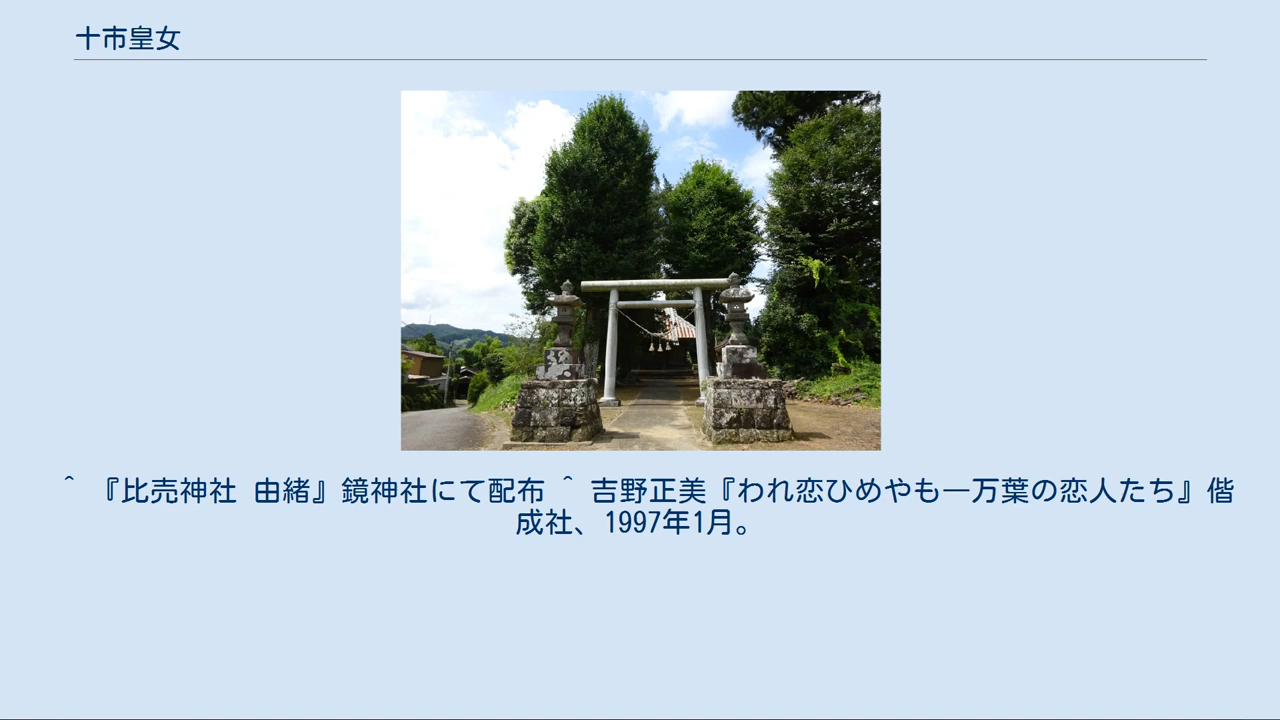 十市皇女
^ 『比売神社 由緒』鏡神社にて配布 ^ 吉野正美『われ恋ひめやも―万葉の恋人たち』偕
成社、1997年1月。